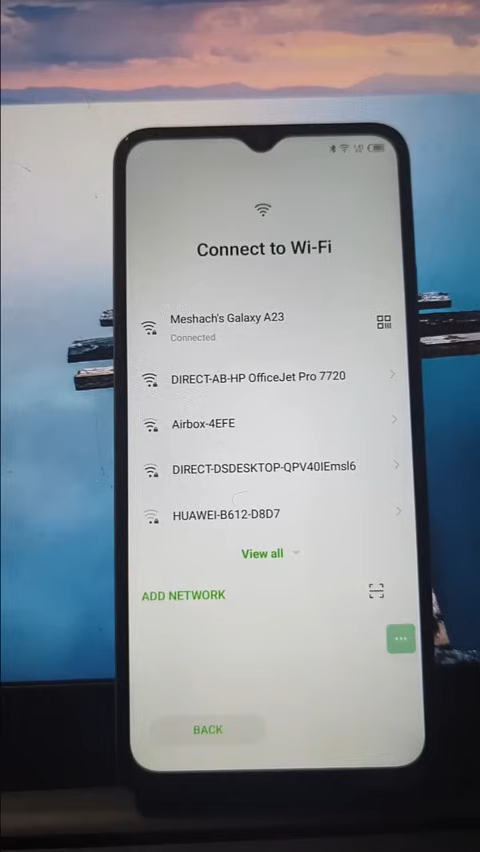 Connect to Wi-Fi
Meshach's Galaxy A23
Connected
DIRECT-AB-HP OfficeJet Pro 7720
Airbox-4EFE
DIRECT-DSDESKTOP-QPV40IEmsl6
HUAWEI-B612-D8D7
View all
ADD NETWORK
BACK